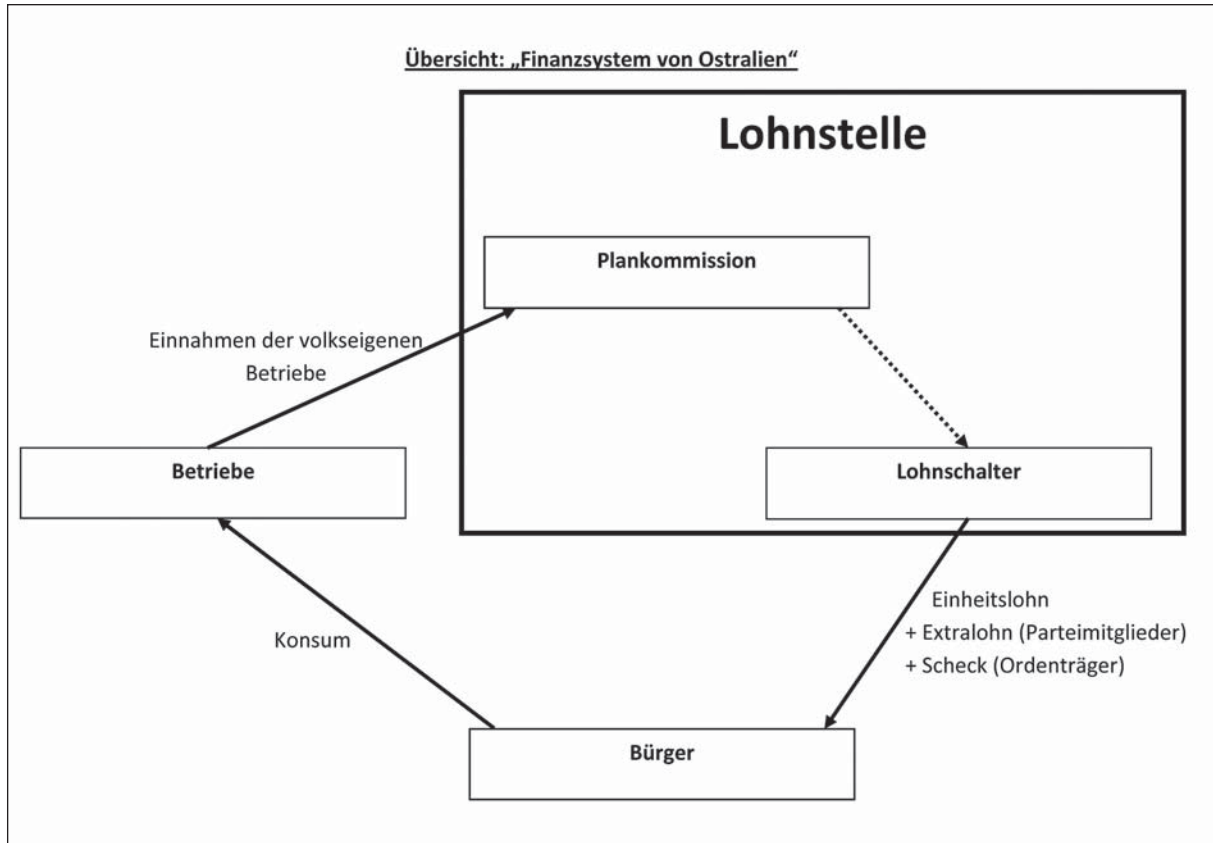 Übersicht: „Finanzsystem von Ostralien“
Lohnstelle
Plankommission
Einnahmen der volkseigenen
Betriebe
Betriebe
Lohnschalter
Einheitslohn
+ Extralohn (Parteimitglieder)
+ Scheck (Ordenträger)
Konsum
Bürger